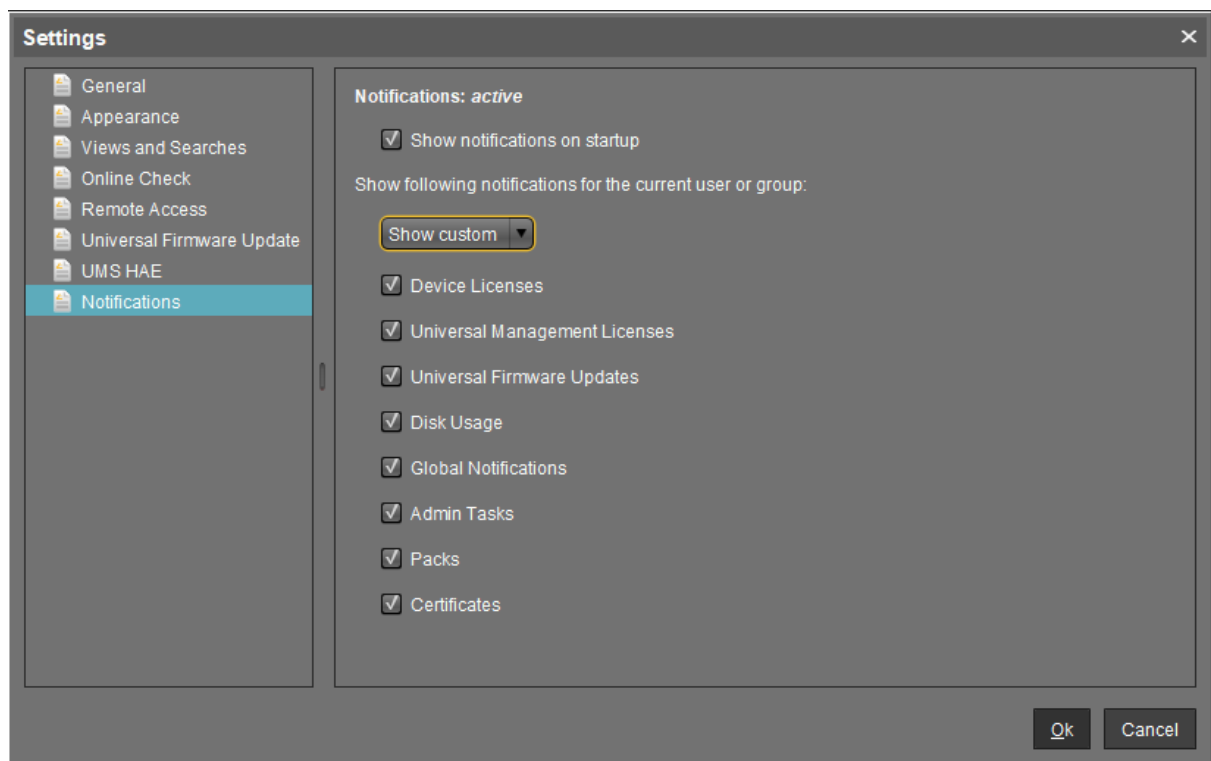 Settings
General
Appearance
Views and Searches
Online Check
Remote Access
Universal Firmware Update
UMS HAE
Notifications
Notifications: active
Show notifications on startup
Show following notifications for the current user or group:
Show custom
Device Licenses
Universal Management Licenses
Universal Firmware Updates
Disk Usage
Global Notifications
Admin Tasks
Packs
Certificates
Ok
Cancel